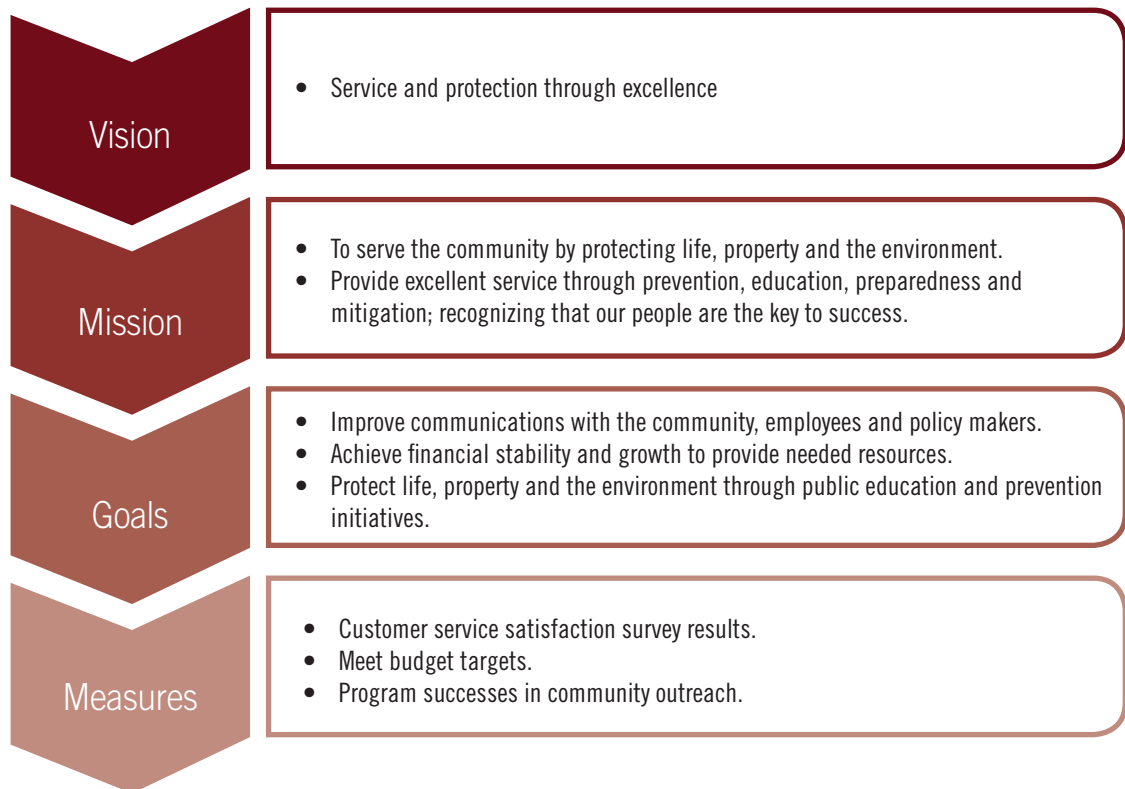 Vision
• Service and protection through excellence
Mission
• To serve the community by protecting life, property and the environment.
• Provide excellent service through prevention, education, preparedness and
mitigation; recognizing that our people are the key to success.
Goals
• Improve communications with the community, employees and policy makers.
• Achieve financial stability and growth to provide needed resources.
• Protect life, property and the environment through public education and prevention
initiatives.
Measures
• Customer service satisfaction survey results.
• Meet budget targets.
• Program successes in community outreach.